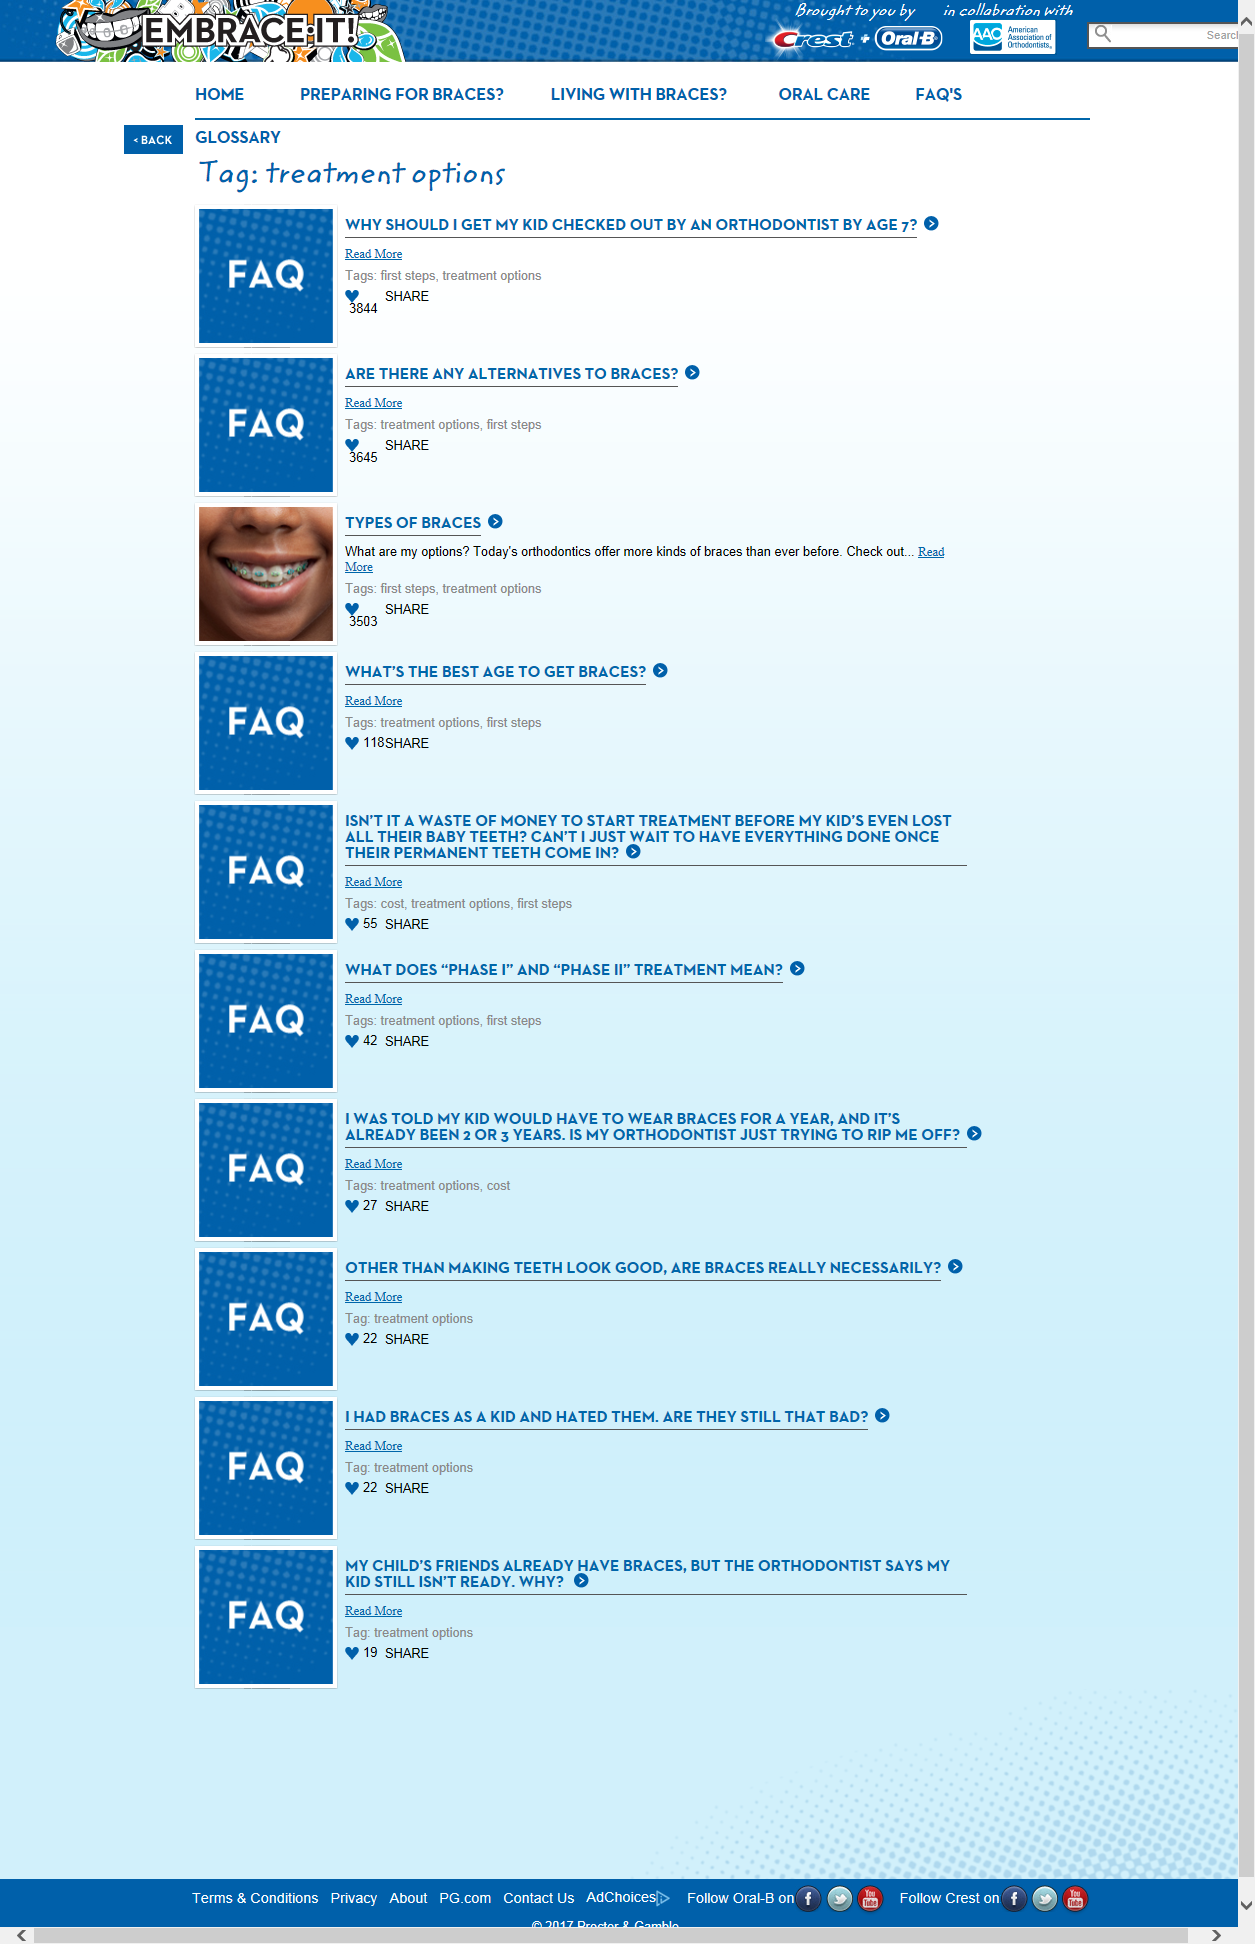 EMBRACE·IT!
Brought to you by
in collabration with
Crest + Oral-B
AAO American Association of Orthodontists
Search
HOME
PREPARING FOR BRACES?
LIVING WITH BRACES?
ORAL CARE
FAQ'S
< BACK
GLOSSARY
Tag: treatment options
FAQ
WHY SHOULD I GET MY KID CHECKED OUT BY AN ORTHODONTIST BY AGE 7?
Read More
Tags: first steps, treatment options
SHARE
3844
FAQ
ARE THERE ANY ALTERNATIVES TO BRACES?
Read More
Tags: treatment options, first steps
SHARE
3645
TYPES OF BRACES
What are my options? Today's orthodontics offer more kinds of braces than ever before. Check out... Read
More
Tags: first steps, treatment options
SHARE
3503
FAQ
WHAT'S THE BEST AGE TO GET BRACES?
Read More
Tags: treatment options, first steps
118 SHARE
FAQ
ISN'T IT A WASTE OF MONEY TO START TREATMENT BEFORE MY KID'S EVEN LOST
ALL THEIR BABY TEETH? CAN'T I JUST WAIT TO HAVE EVERYTHING DONE ONCE
THEIR PERMANENT TEETH COME IN?
Read More
Tags: cost, treatment options, first steps
55 SHARE
FAQ
WHAT DOES “PHASE I” AND “PHASE II” TREATMENT MEAN?
Read More
Tags: treatment options, first steps
42 SHARE
FAQ
I WAS TOLD MY KID WOULD HAVE TO WEAR BRACES FOR A YEAR, AND IT'S
ALREADY BEEN 2 OR 3 YEARS. IS MY ORTHODONTIST JUST TRYING TO RIP ME OFF?
Read More
Tags: treatment options, cost
27 SHARE
FAQ
OTHER THAN MAKING TEETH LOOK GOOD, ARE BRACES REALLY NECESSARILY?
Read More
Tag: treatment options
22 SHARE
FAQ
I HAD BRACES AS A KID AND HATED THEM. ARE THEY STILL THAT BAD?
Read More
Tag: treatment options
22 SHARE
FAQ
MY CHILD'S FRIENDS ALREADY HAVE BRACES, BUT THE ORTHODONTIST SAYS MY
KID STILL ISN'T READY. WHY?
Read More
Tag: treatment options
19 SHARE
Terms & Conditions Privacy About PG.com Contact Us AdChoices Follow Oral-B on f You Tube Follow Crest on f You Tube
© 2017 Procter & Gamble